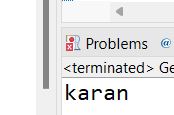 Problems @
<terminated> Ge
karan